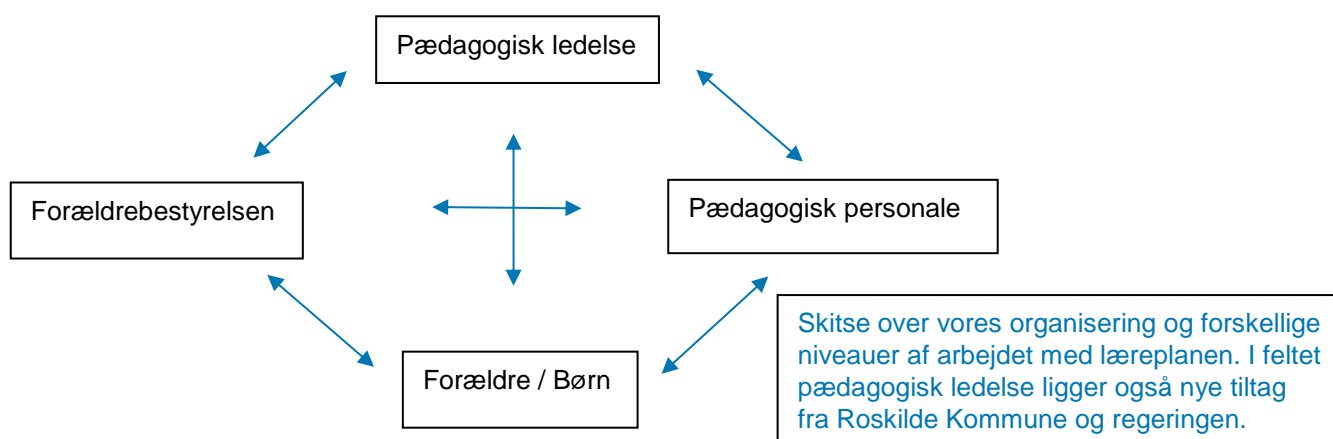 Pædagogisk ledelse
Forældrebestyrelsen
Pædagogisk personale
Forældre / Børn
Skitse over vores organisering og forskellige
niveauer af arbejdet med læreplanen. I feltet
pædagogisk ledelse ligger også nye tiltag
fra Roskilde Kommune og regeringen.